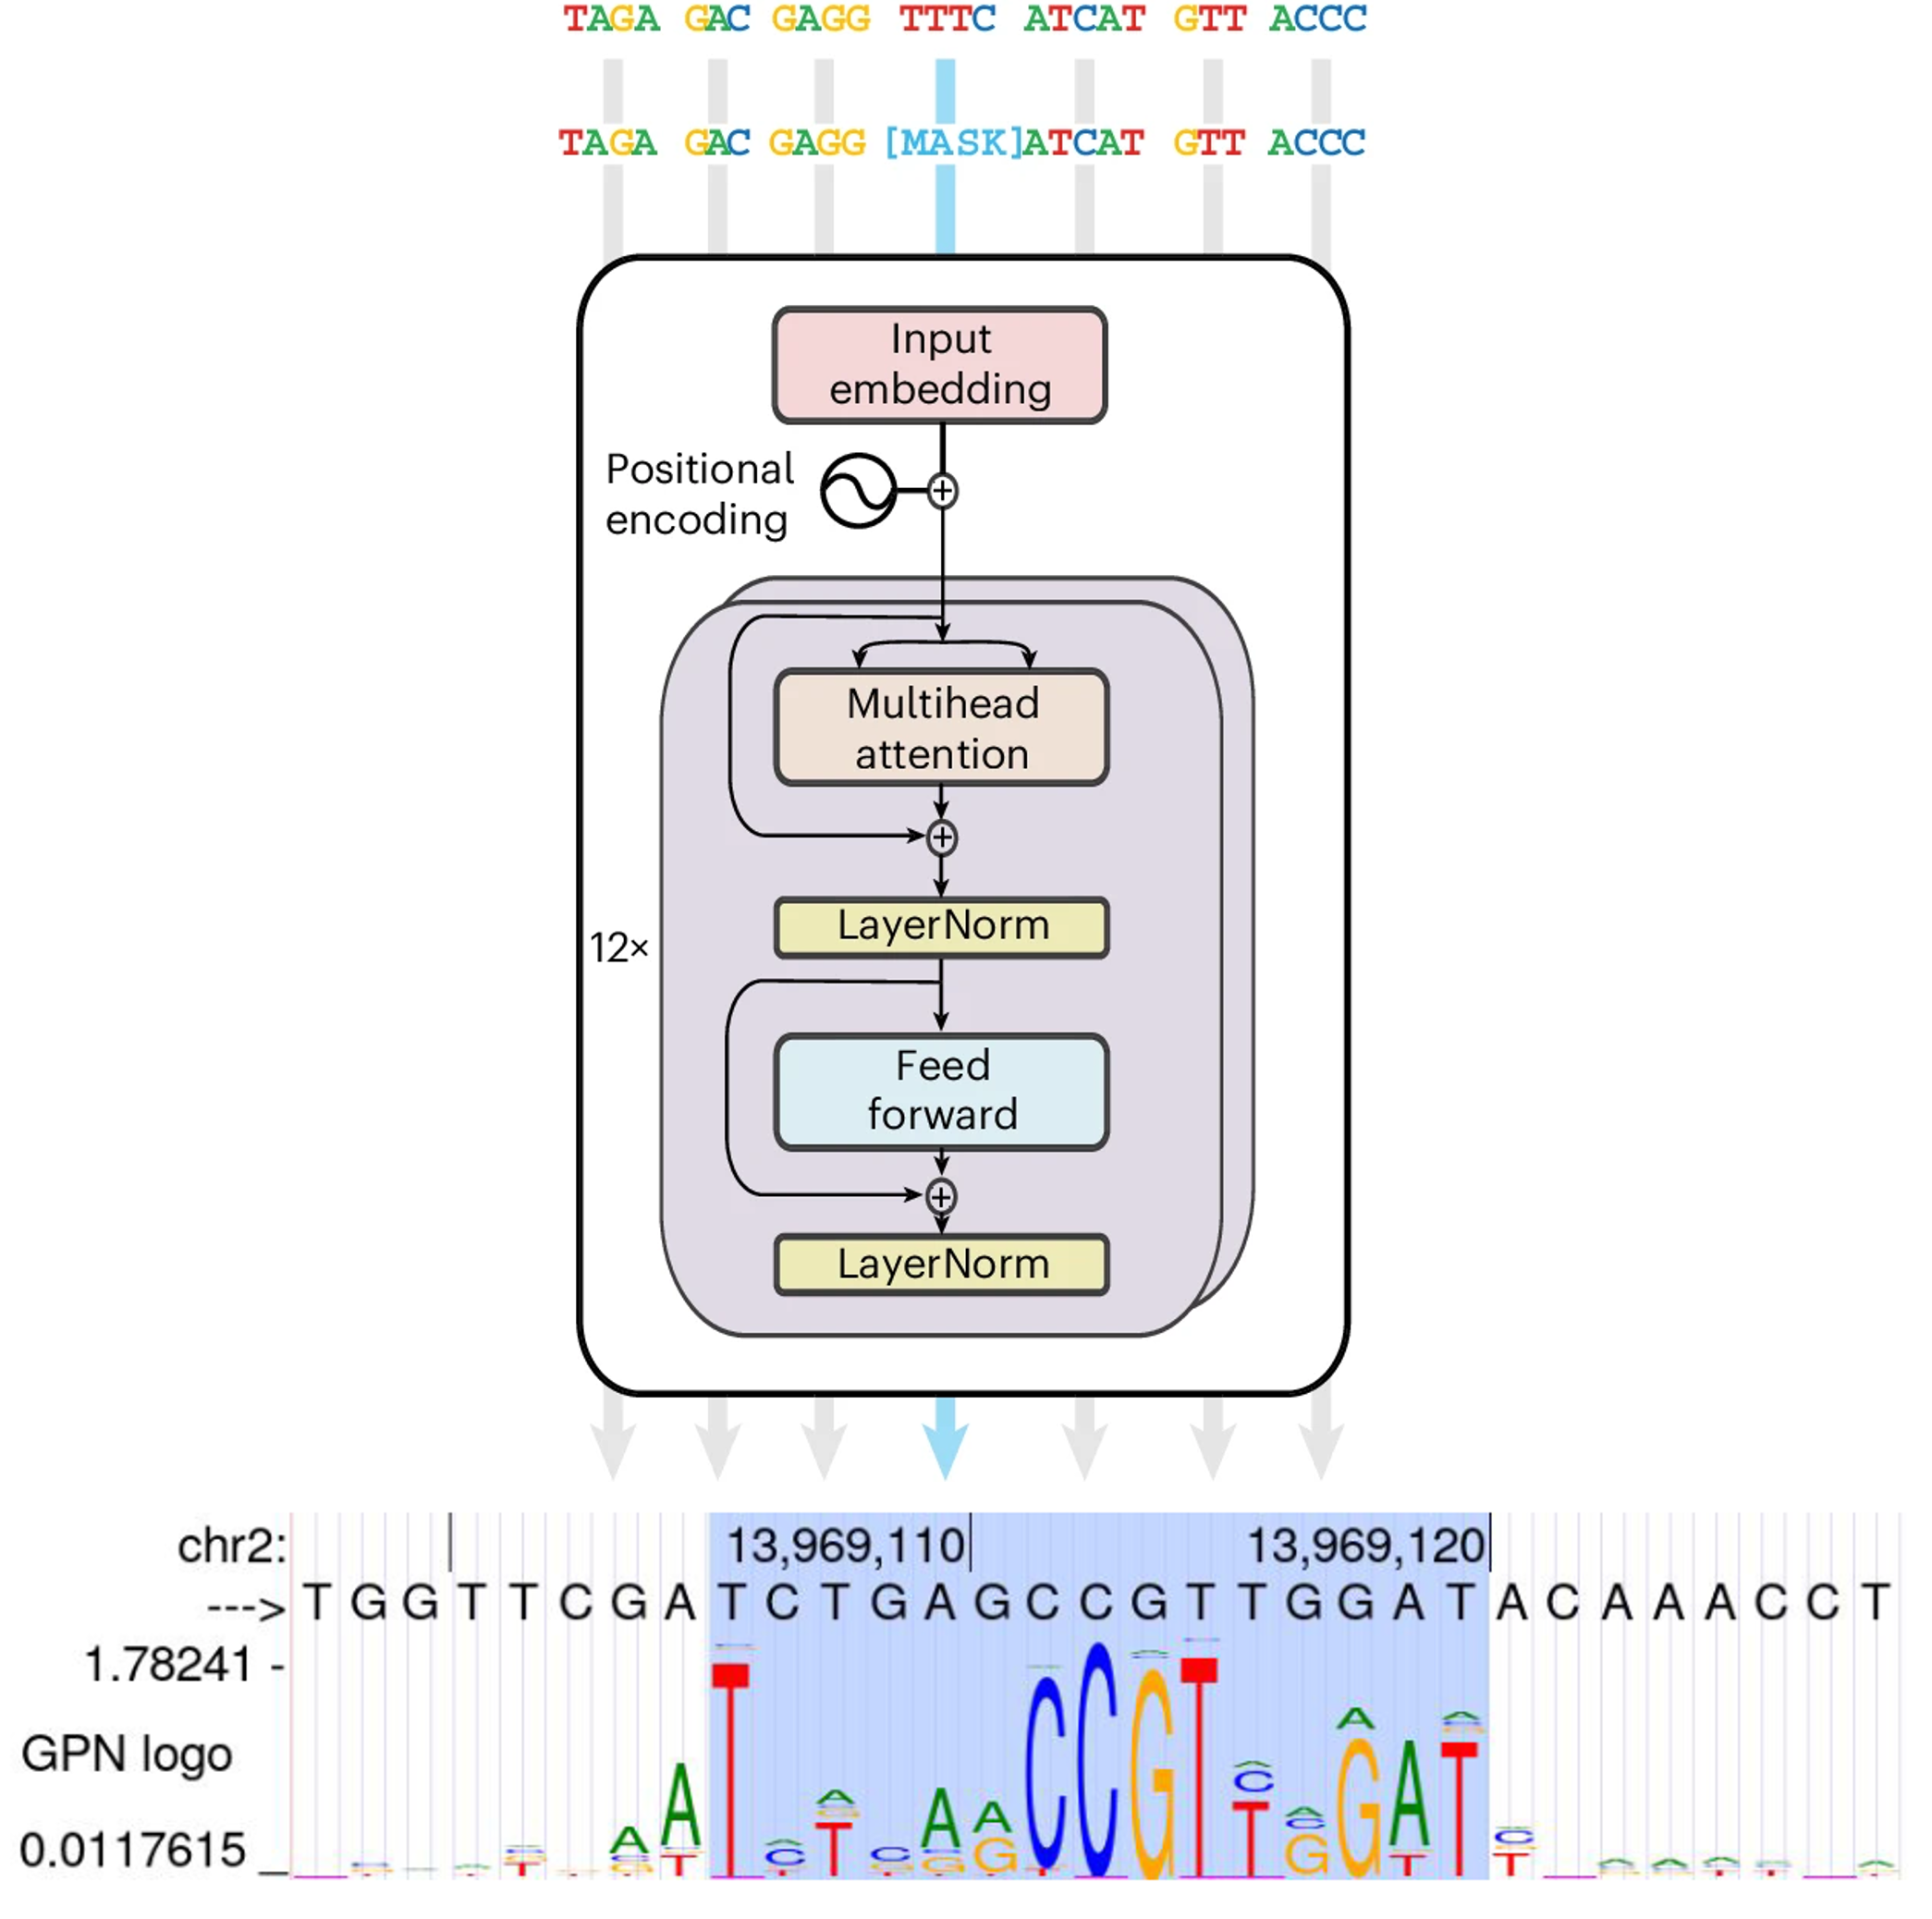 TAGA GAC GAGG TTTC ATCAT GTT ACCC
TAGA GAC GAGG [MASK]ATCAT GTT ACCC
Input
embedding
Positional
encoding
Multihead
attention
LayerNorm
12×
Feed
forward
LayerNorm
chr2: 13,969,110 13,969,120
---> T G G T T C G A T C T G A G C C G T T G G A T A C A A A C C T
1.78241 -
GPN logo
0.0117615 _